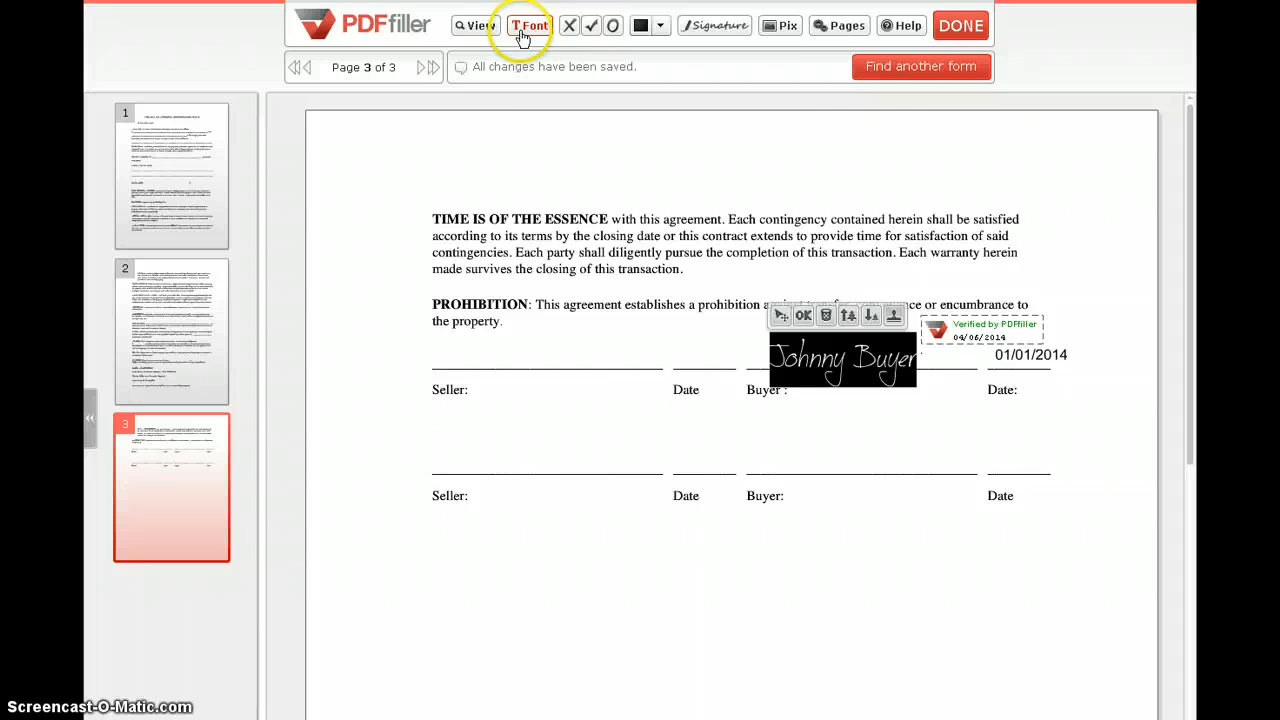 PDFfiller View T Font X ✓ O Signature Pix Pages Help DONE
Page 3 of 3 All changes have been saved. Find another form
1
2
3
TIME IS OF THE ESSENCE with this agreement. Each contingency contained herein shall be satisfied
according to its terms by the closing date or this contract extends to provide time for satisfaction of said
contingencies. Each party shall diligently pursue the completion of this transaction. Each warranty herein
made survives the closing of this transaction.
PROHIBITION: This agreement establishes a prohibition or encumbrance to
the property.
OK
Verified by PDFfiller
04/06/2014
Johnny Buyer 01/01/2014
Seller: Date Buyer : Date:
Seller: Date Buyer: Date
Screencast-O-Matic.com